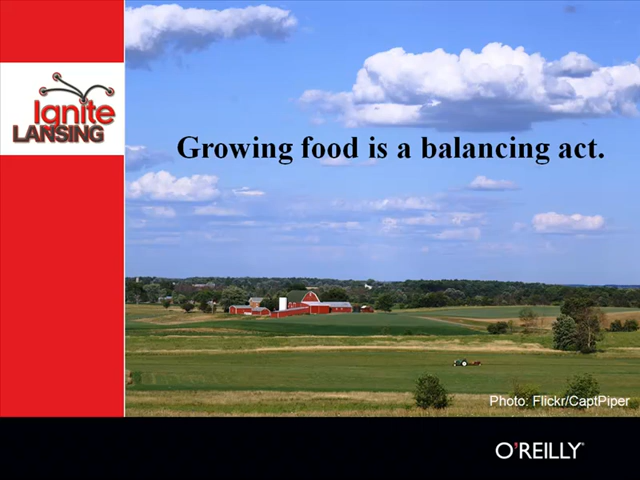 Ignite
LANSING
Growing food is a balancing act.
Photo: Flickr/CaptPiper
O'REILLY®